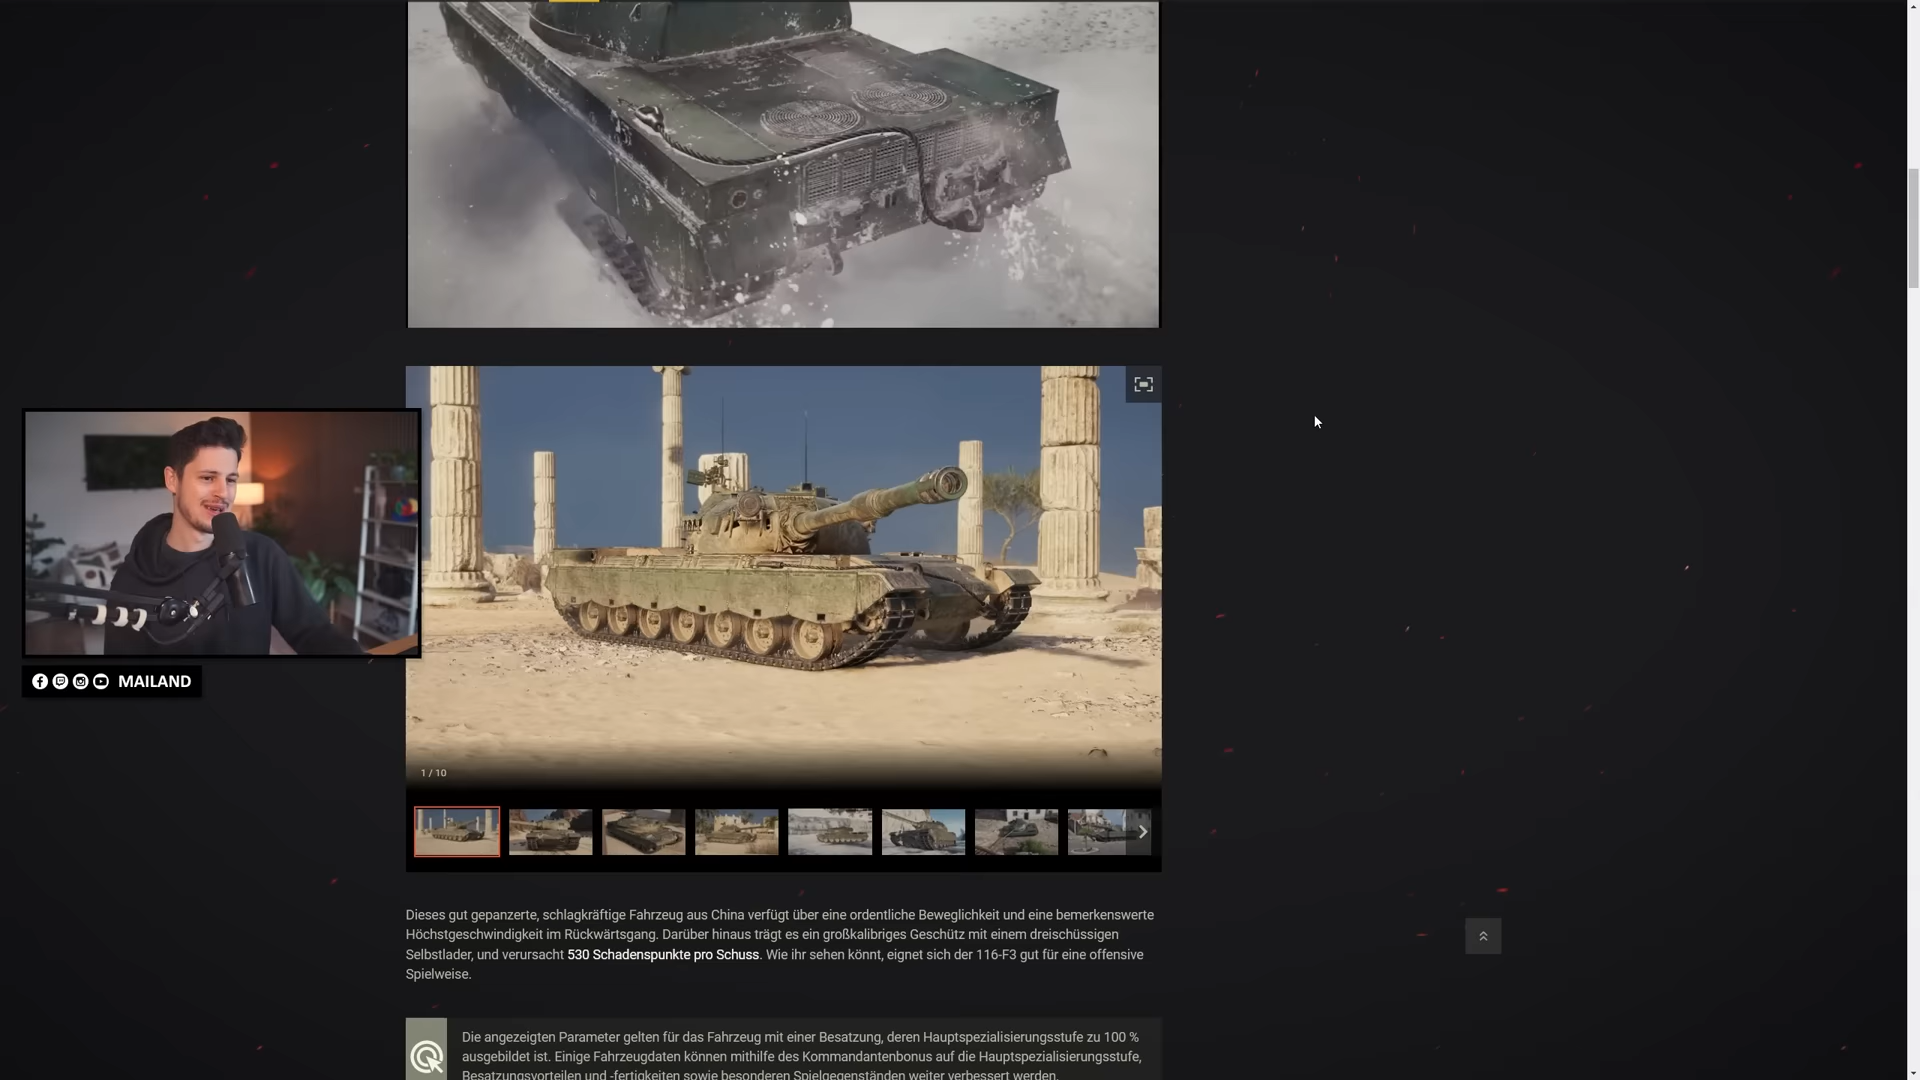 MAILAND
1 / 10
Dieses gut gepanzerte, schlagkräftige Fahrzeug aus China verfügt über eine ordentliche Beweglichkeit und eine bemerkenswerte
Höchstgeschwindigkeit im Rückwärtsgang. Darüber hinaus trägt es ein großkalibriges Geschütz mit einem dreischüssigen
Selbstlader, und verursacht 530 Schadenspunkte pro Schuss. Wie ihr sehen könnt, eignet sich der 116-F3 gut für eine offensive
Spielweise.
Die angezeigten Parameter gelten für das Fahrzeug mit einer Besatzung, deren Hauptspezialisierungsstufe zu 100 %
ausgebildet ist. Einige Fahrzeugdaten können mithilfe des Kommandantenbonus auf die Hauptspezialisierungsstufe,
Besatzungsvorteilen und -fertigkeiten sowie besonderen Spielgegenständen weiter verbessert werden.